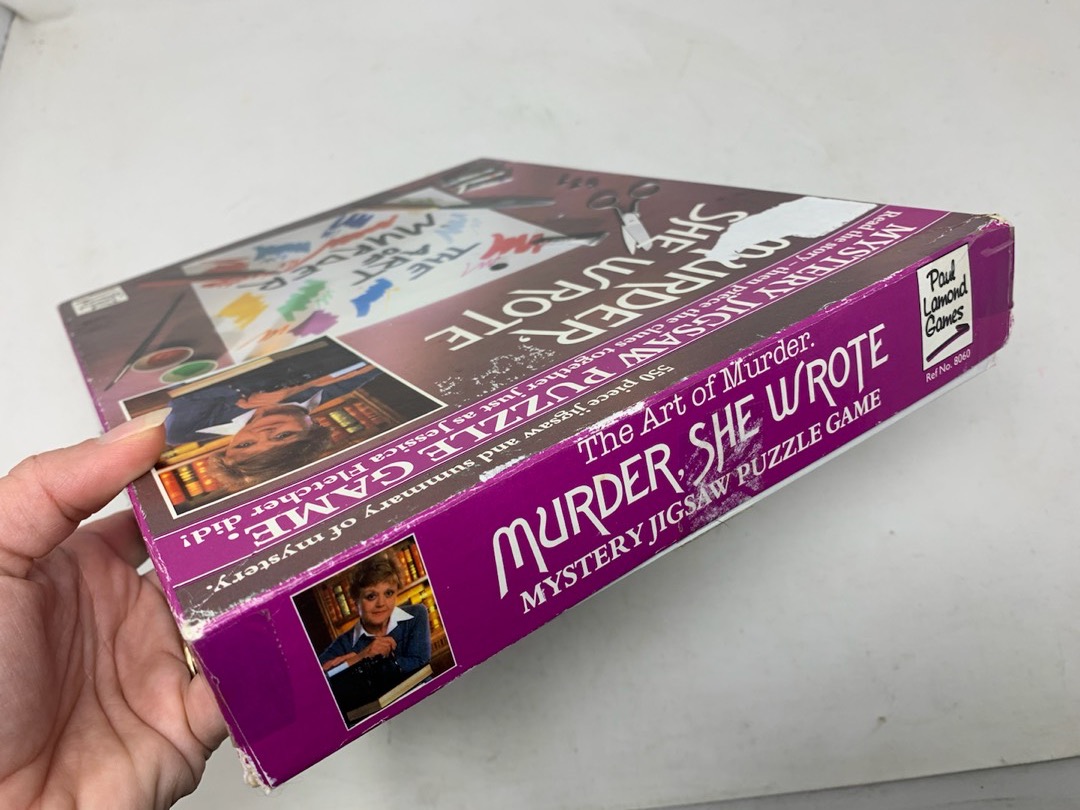 THE
ART
MURDER
MURDER,
SHE WROTE
MYSTERY JIGSAW PUZZLE GAME.
Read the story - then piece the clues together just as Jessica Fletcher did!
550 piece jigsaw and summary of mystery.
The Art of Murder.
MURDER, SHE WROTE
MYSTERY JIGSAW PUZZLE GAME
Paul
Lamond
Games
Ref No. 8060